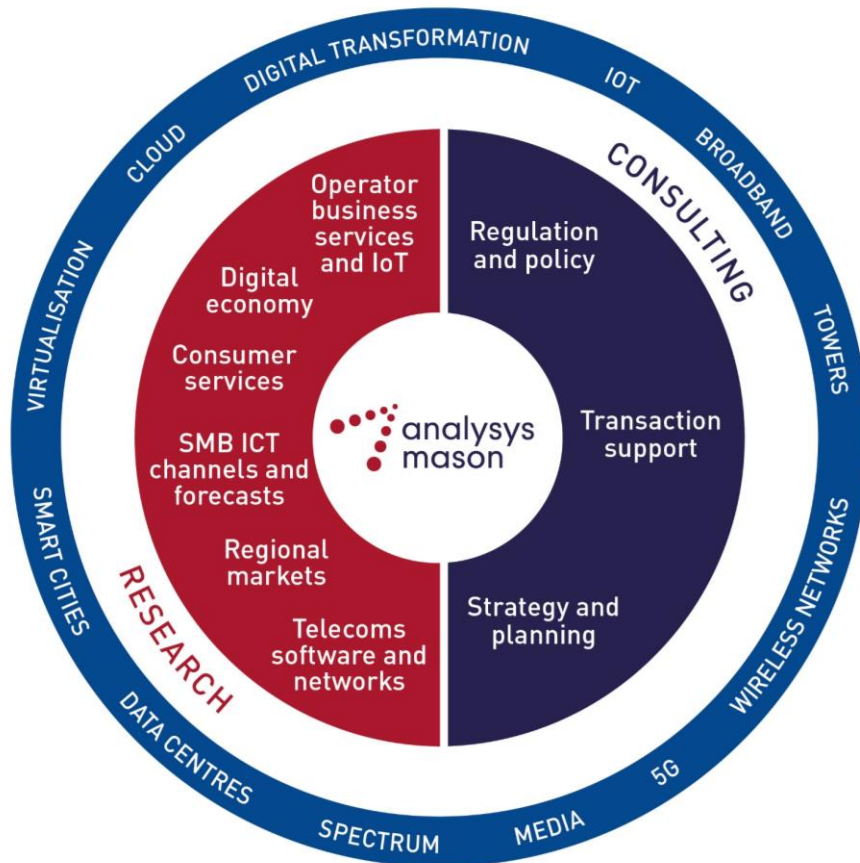 DIGITAL TRANSFORMATION
IOT
BROADBAND
TOWERS
WIRELESS NETWORKS
5G
MEDIA
SPECTRUM
DATA CENTRES
SMART CITIES
VIRTUALISATION
CLOUD
CONSULTING
Regulation
and policy
Transaction
support
Strategy and
planning
RESEARCH
Operator
business
services
and IoT
Digital
economy
Consumer
services
SMB ICT
channels and
forecasts
Regional
markets
Telecoms
software and
networks
analysys
mason